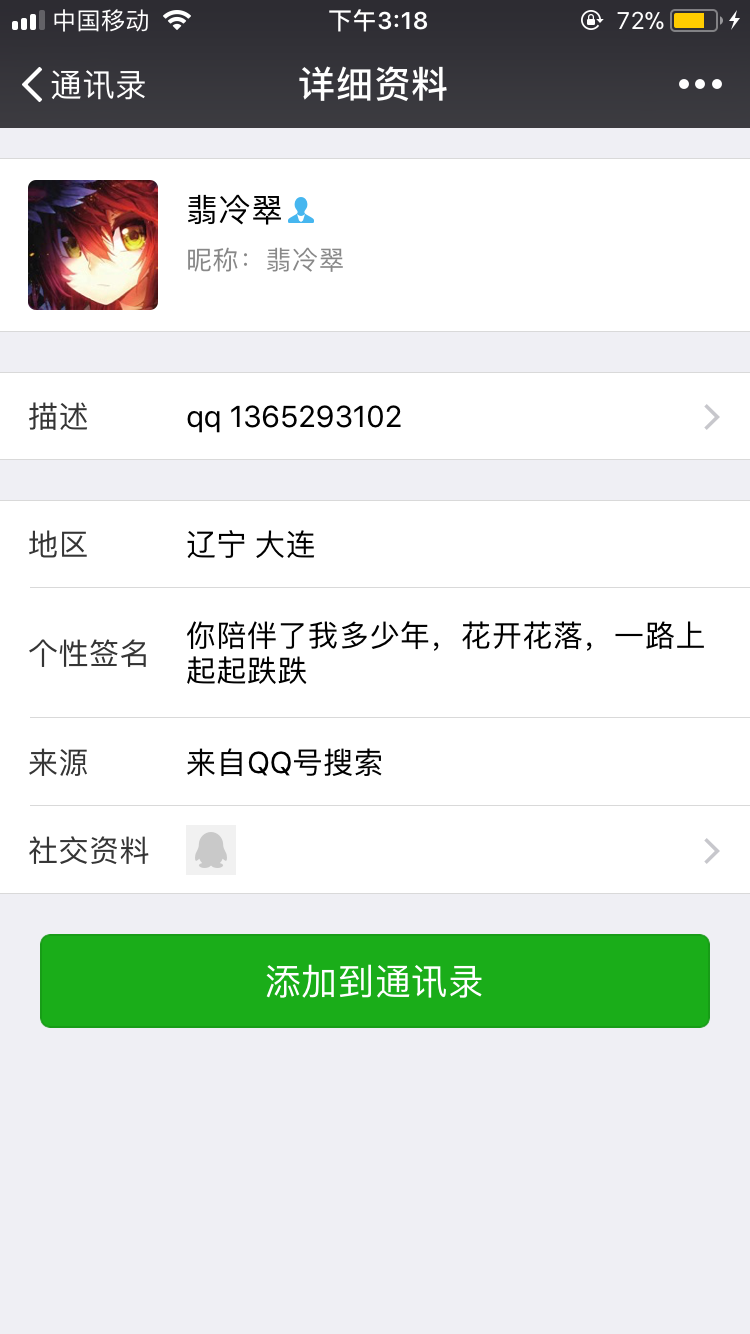 中国移动 下午3:18 72%
通讯录 详细资料
翡冷翠
昵称：翡冷翠
描述 qq 1365293102
地区 辽宁 大连
个性签名 你陪伴了我多少年，花开花落，一路上
起起跌跌
来源 来自QQ号搜索
社交资料
添加到通讯录